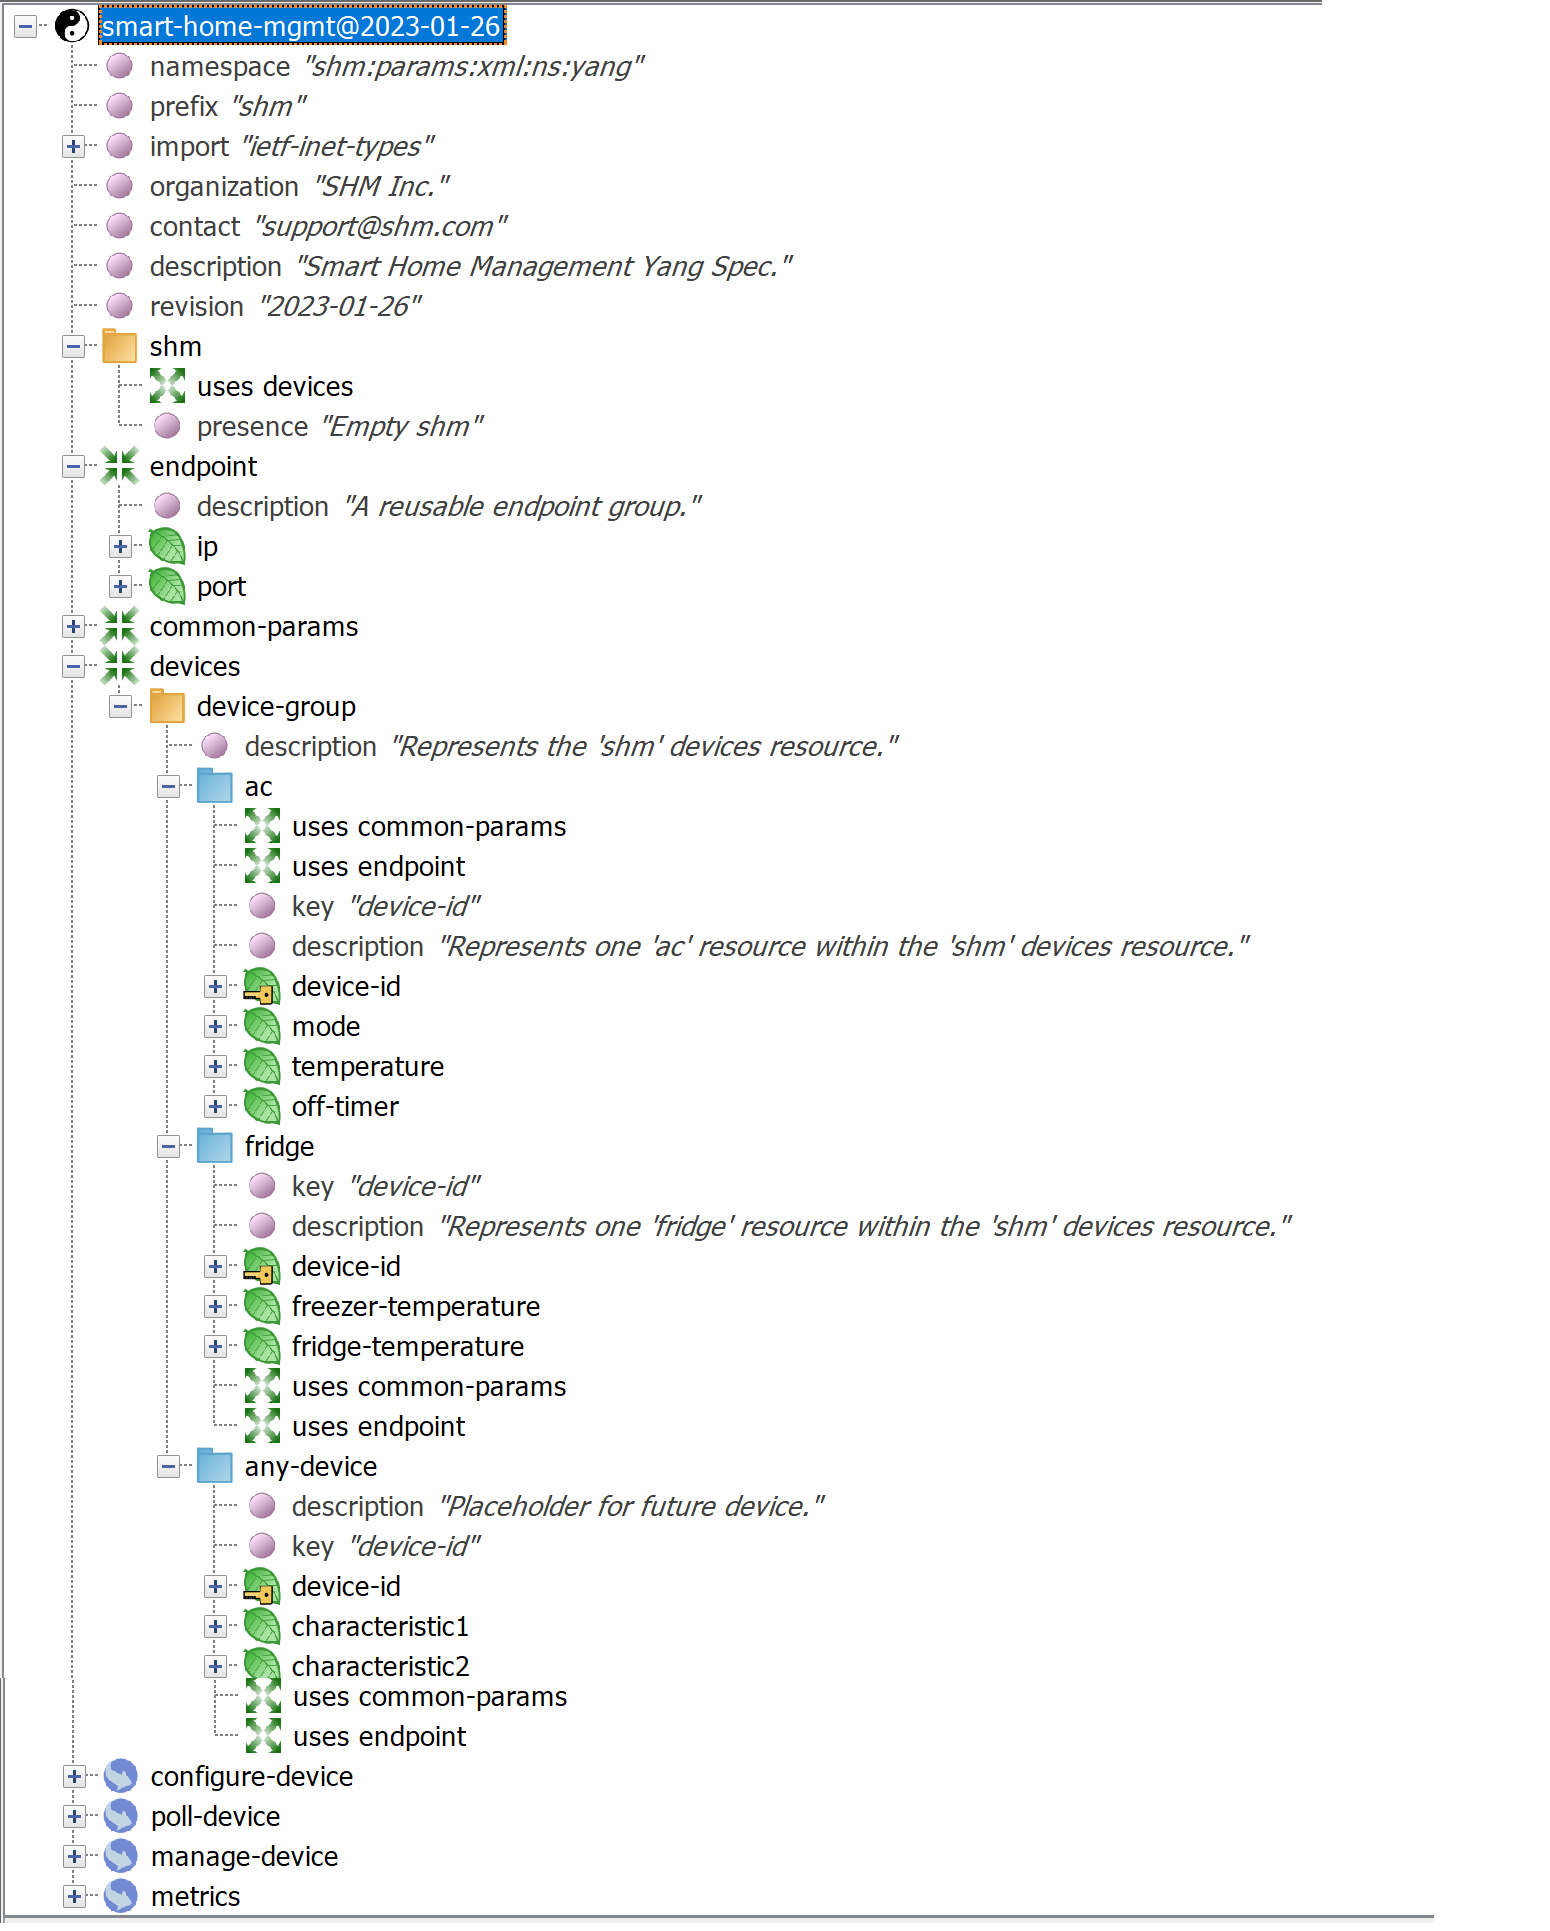 smart-home-mgmt@2023-01-26
namespace "shm:params:xml:ns:yang"
prefix "shm"
import "ietf-inet-types"
organization "SHM Inc."
contact "support@shm.com"
description "Smart Home Management Yang Spec."
revision "2023-01-26"
shm
uses devices
presence "Empty shm"
endpoint
description "A reusable endpoint group."
ip
port
common-params
devices
device-group
description "Represents the 'shm' devices resource."
ac
uses common-params
uses endpoint
key "device-id"
description "Represents one 'ac' resource within the 'shm' devices resource."
device-id
mode
temperature
off-timer
fridge
key "device-id"
description "Represents one 'fridge' resource within the 'shm' devices resource."
device-id
freezer-temperature
fridge-temperature
uses common-params
uses endpoint
any-device
description "Placeholder for future device."
key "device-id"
device-id
characteristic1
characteristic2
uses common-params
uses endpoint
configure-device
poll-device
manage-device
metrics